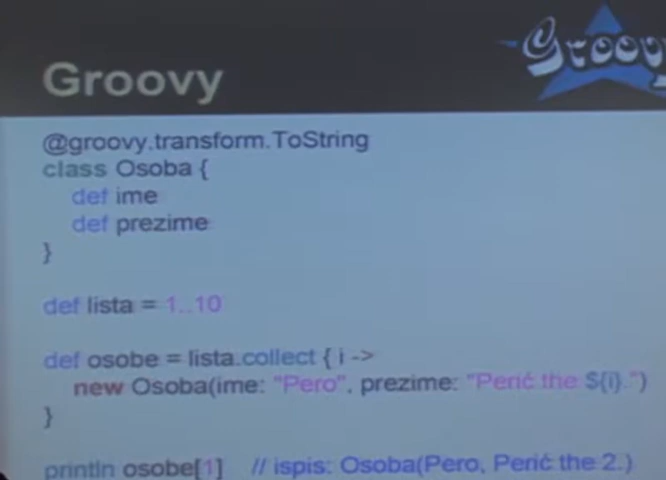 Groovy
Groovy
@groovy.transform.ToString
class Osoba {
def ime
def prezime
}
def lista = 1..10
def osobe = lista.collect { i ->
new Osoba(ime: "Pero", prezime: "Perić the ${i}.")
}
println osobe[1] // ispis: Osoba(Pero, Perić the 2.)